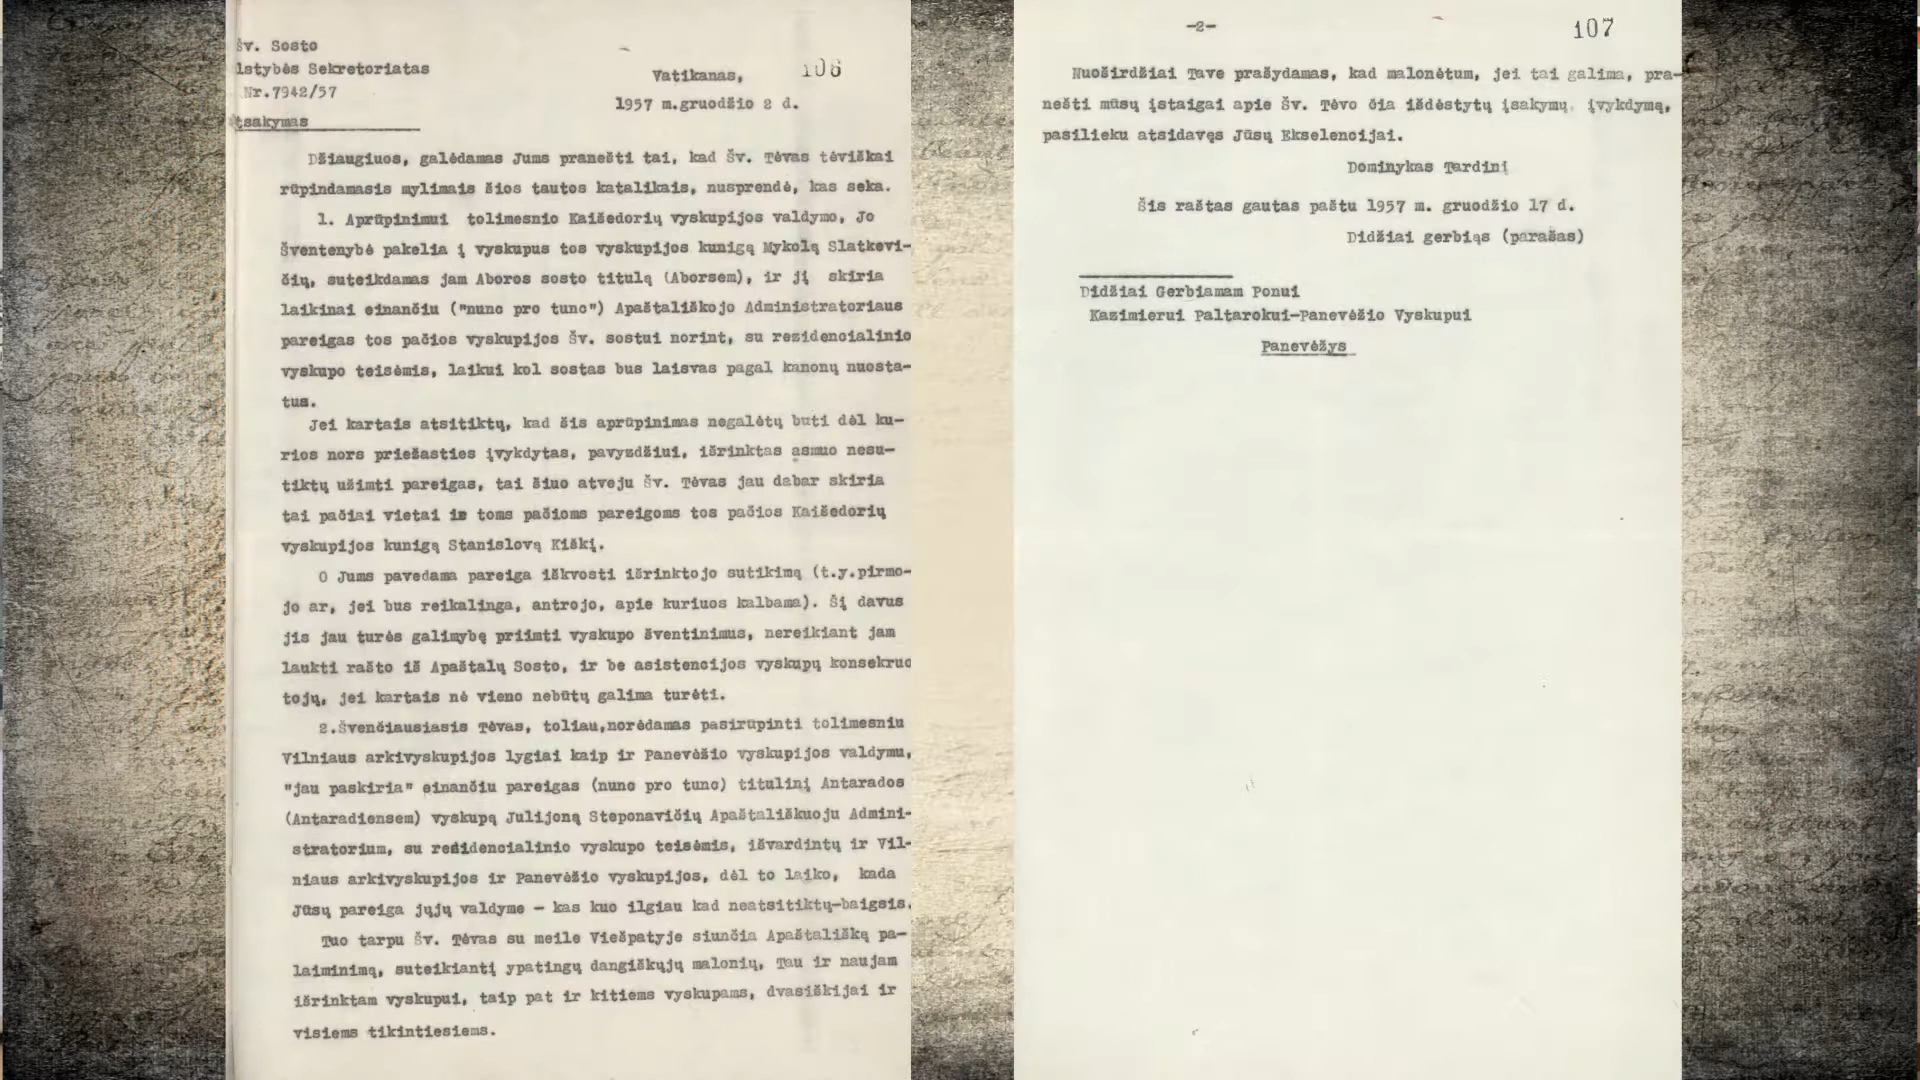 Šv. Sosto
lstybės Sekretoriatas
Nr.7942/57
įsakymas
Vatikanas,
106
1957 m.gruodžio 2 d.
Džiaugiuos, galėdamas Jums pranešti tai, kad Šv. Tėvas tėviškai
rūpindamasis mylimais šios tautos katalikais, nusprendė, kas seka.
1. Aprūpinimui tolimesnio Kaišedorių vyskupijos valdymo, Jo
Šventenybė pakelia į vyskupus tos vyskupijos kunigą Mykolą Slatkevi-
čių, suteikdamas jam Aboros sosto titulą (Aborsem), ir jį skiria
laikinai einančiu ("nunc pro tunc") Apaštališkojo Administratoriaus
pareigas tos pačios vyskupijos Šv. sostui norint, su rezidencialinio
vyskupo teisėmis, laikui kol sostas bus laisvas pagal kanonų nuosta-
tus.
Jei kartais atsitiktų, kad šis aprūpinimas negalėtų buti dėl ku-
rios nors priešasties įvykdytas, pavyzdžiui, išrinktas asmuo nesu-
tiktų užimti pareigas, tai šiuo atveju Šv. Tėvas jau dabar skiria
tai pačiai vietai ir toms pačioms pareigoms tos pačios Kaišedorių
vyskupijos kunigą Stanislovą Kiškį.
O Jums pavedama pareiga iškvosti išrinktojo sutikimą (t.y.pirmo-
jo ar, jei bus reikalinga, antrojo, apie kuriuos kalbama). Šį davus
jis jau turės galimybę priimti vyskupo šventinimus, nereikiant jam
laukti rašto iš Apaštalų Sosto, ir be asistencijos vyskupų konsekruo
tojų, jei kartais nė vieno nebūtų galima turėti.
2.Švenčiausiasis Tėvas, toliau,norėdamas pasirupinti tolimesniu
Vilniaus arkivyskupijos lygiai kaip ir Panevėžio vyskupijos valdymu,
"jau paskiria" einančiu pareigas (nunc pro tunc) titulinį Antarados
(Antaradiensem) vyskupą Julijoną Steponavičių Apaštališkuoju Admini-
stratorium, su rezidencialinio vyskupo teisėmis, išvardintų ir Vil-
niaus arkivyskupijos ir Panevėžio vyskupijos, dėl to laiko, kada
Jūsų pareiga jųjų valdyme – kas kuo ilgiau kad neatsitiktų-baigsis.
Tuo tarpu Šv. Tėvas su meile Viešpatyje siunčia Apaštališką pa-
laiminimą, suteikiantį ypatingų dangiškųjų malonių, Tau ir naujam
išrinktam vyskupui, taip pat ir kitiems vyskupams, dvasiškijai ir
visiems tikintiesiems.
-2-
107
Nuoširdžiai Tave prašydamas, kad malonėtum, jei tai galima, pra-
nešti mūsų įstaigai apie Šv. Tėvo čia išdėstytų įsakymų įvykdymą,
pasilieku atsidavęs Jūsų Ekselencijai.
Dominykas Tardini
Šis raštas gautas paštu 1957 m. gruodžio 17 d.
Didžiai gerbiąs (parašas)
Didžiai Gerbiamam Ponui
Kazimierui Paltarokui-Panevėžio Vyskupui
Panevėžys